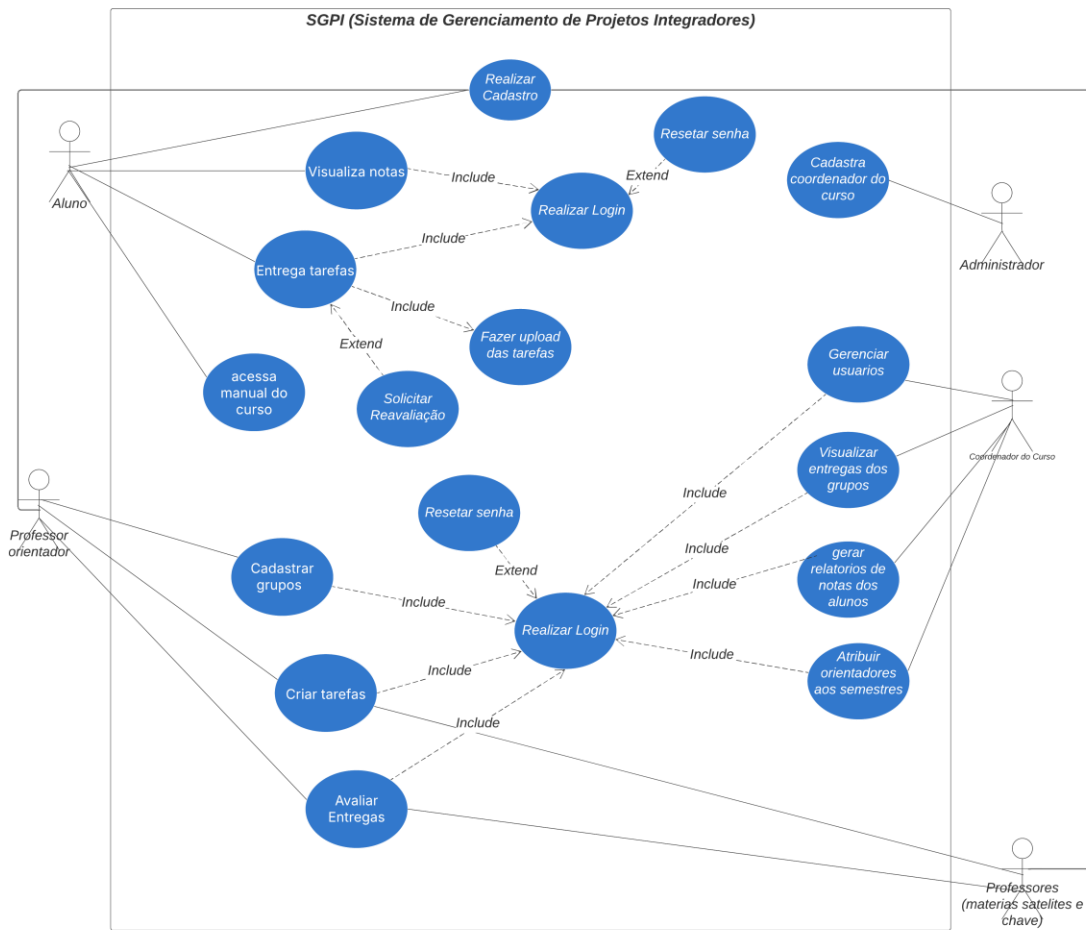 SGPI (Sistema de Gerenciamento de Projetos Integradores)
Realizar
Cadastro
Resetar senha
Visualiza notas
Include
Extend
Cadastra
coordenador do
curso
Aluno
Realizar Login
Include
Administrador
Entrega tarefas
Include
Extend
Fazer upload
das tarefas
Gerenciar
usuarios
acessa
manual do
curso
Solicitar
Reavaliação
Coordenador do Curso
Visualizar
entregas dos
grupos
Include
Resetar senha
Professor
orientador
Extend
Include
gerar
relatorios de
notas dos
alunos
Include
Cadastrar
grupos
Include
Realizar Login
Include
Atribuir
orientadores
aos semestres
Include
Criar tarefas
Include
Avaliar
Entregas
Professores
(materias satelites e
chave)